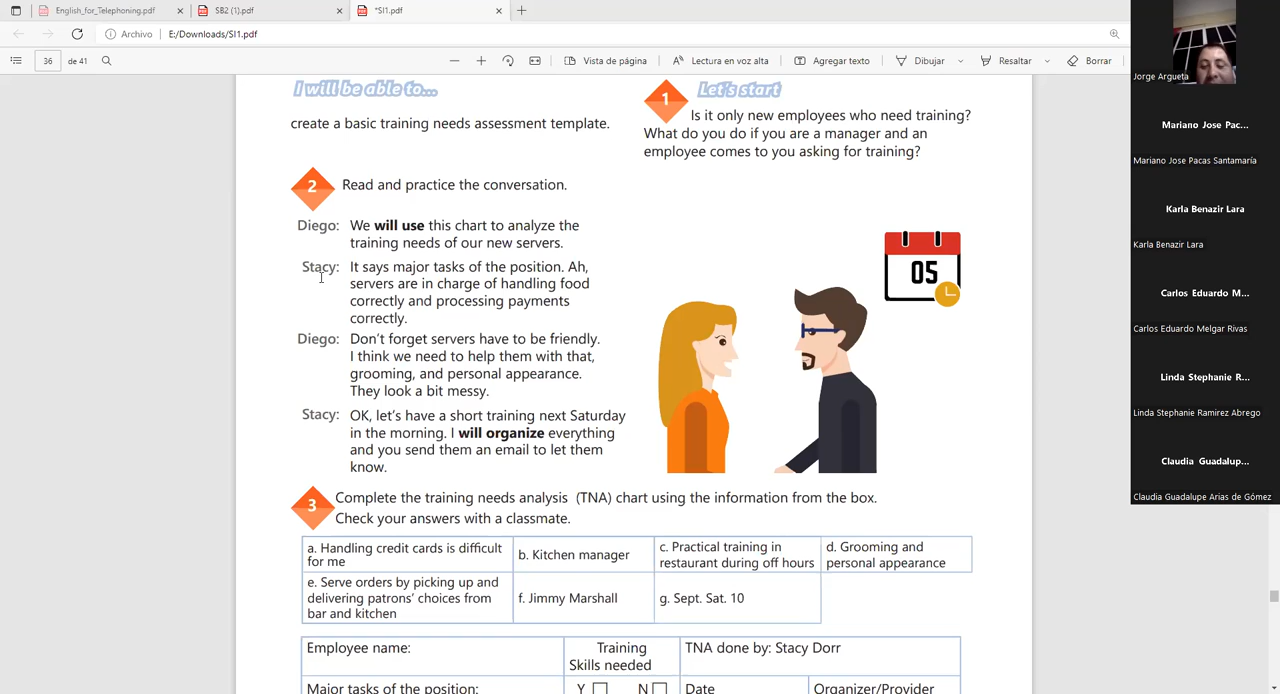 English_for_Telephoning.pdf
SB2 (1).pdf
*SI1.pdf
Archivo
E:/Downloads/SI1.pdf
36
de 41
Vista de página
Lectura en voz alta
Agregar texto
Dibujar
Resaltar
Borrar
I will be able to...
create a basic training needs assessment template.
1
Let's start
Is it only new employees who need training?
What do you do if you are a manager and an
employee comes to you asking for training?
2
Read and practice the conversation.
Diego: We will use this chart to analyze the
training needs of our new servers.
Stacy: It says major tasks of the position. Ah,
servers are in charge of handling food
correctly and processing payments
correctly.
Diego: Don't forget servers have to be friendly.
I think we need to help them with that,
grooming, and personal appearance.
They look a bit messy.
Stacy: OK, let's have a short training next Saturday
in the morning. I will organize everything
and you send them an email to let them
know.
05
3
Complete the training needs analysis (TNA) chart using the information from the box.
Check your answers with a classmate.
a. Handling credit cards is difficult
for me
b. Kitchen manager
c. Practical training in
restaurant during off hours
d. Grooming and
personal appearance
e. Serve orders by picking up and
delivering patrons' choices from
bar and kitchen
f. Jimmy Marshall
g. Sept. Sat. 10
Employee name:
Training
Skills needed
TNA done by: Stacy Dorr
Major tasks of the position:
Y
N
Date
Organizer/Provider
Jorge Argueta
Mariano Jose Pac...
Mariano Jose Pacas Santamaría
Karla Benazir Lara
Karla Benazir Lara
Carlos Eduardo M...
Carlos Eduardo Melgar Rivas
Linda Stephanie R...
Linda Stephanie Ramirez Abrego
Claudia Guadalup...
Claudia Guadalupe Arias de Gómez